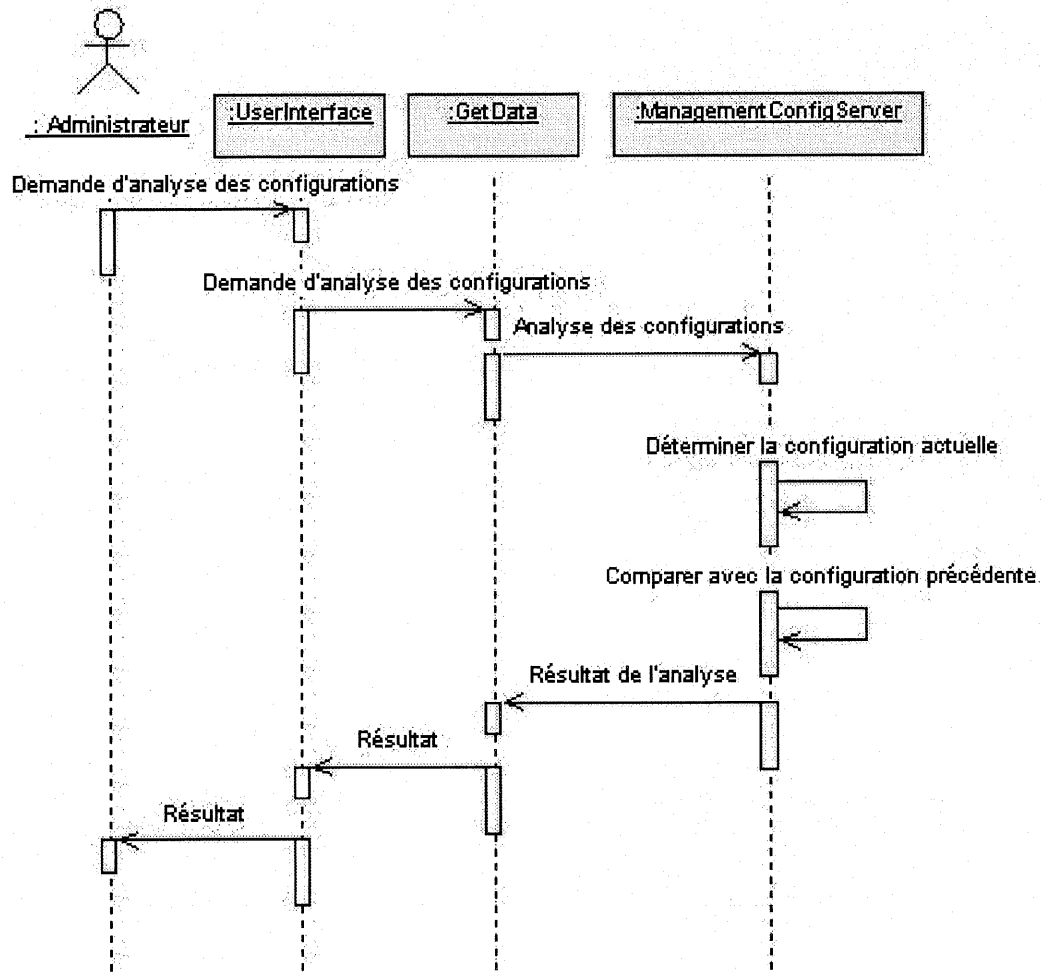 : Administrateur
:UserInterface
:GetData
:ManagementConfigServer
Demande d'analyse des configurations
Demande d'analyse des configurations
Analyse des configurations
Déterminer la configuration actuelle
Comparer avec la configuration précédente
Résultat de l'analyse
Résultat
Résultat